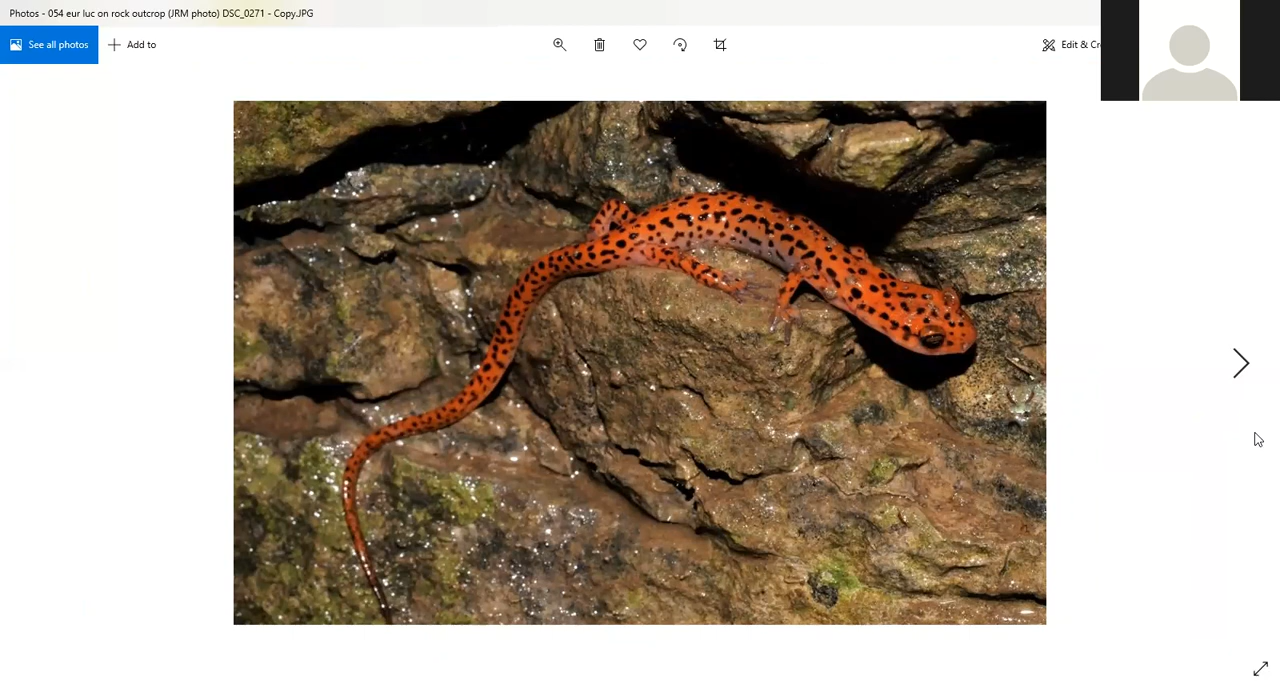 Photos - 054 eur luc on rock outcrop (JRM photo) DSC_0271 - Copy.JPG
See all photos
Add to
Edit & Cr